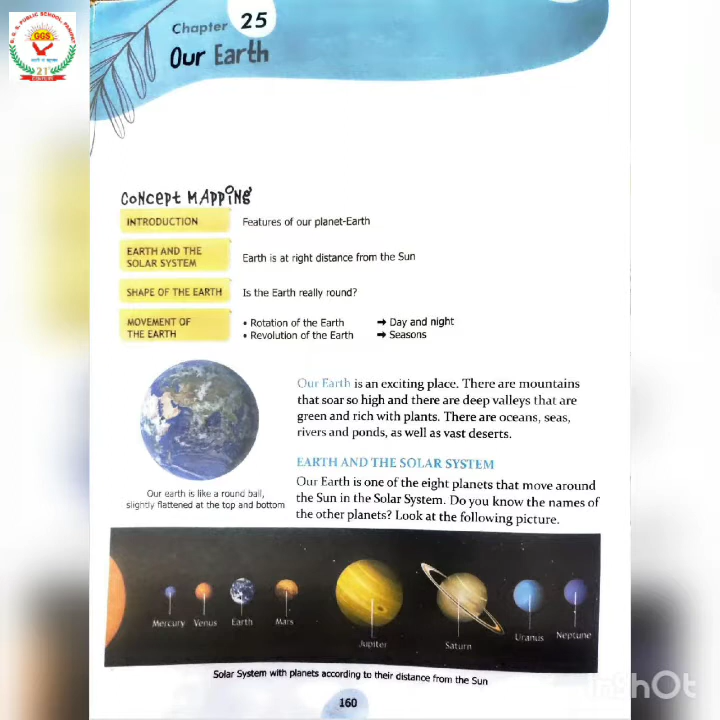 G. G. S. PUBLIC SCHOOL, PANIPAT
GGS
21
Chapter 25
Our Earth
Concept Mapping
INTRODUCTION Features of our planet-Earth
EARTH AND THE
SOLAR SYSTEM Earth is at right distance from the Sun
SHAPE OF THE EARTH Is the Earth really round?
MOVEMENT OF • Rotation of the Earth ➔ Day and night
THE EARTH • Revolution of the Earth ➔ Seasons
Our Earth is an exciting place. There are mountains
that soar so high and there are deep valleys that are
green and rich with plants. There are oceans, seas,
rivers and ponds, as well as vast deserts.
EARTH AND THE SOLAR SYSTEM
Our Earth is one of the eight planets that move around
the Sun in the Solar System. Do you know the names of
the other planets? Look at the following picture.
Our earth is like a round ball,
slightly flattened at the top and bottom
Mercury Venus Earth Mars Jupiter Saturn Uranus Neptune
Solar System with planets according to their distance from the Sun
160
InShOt